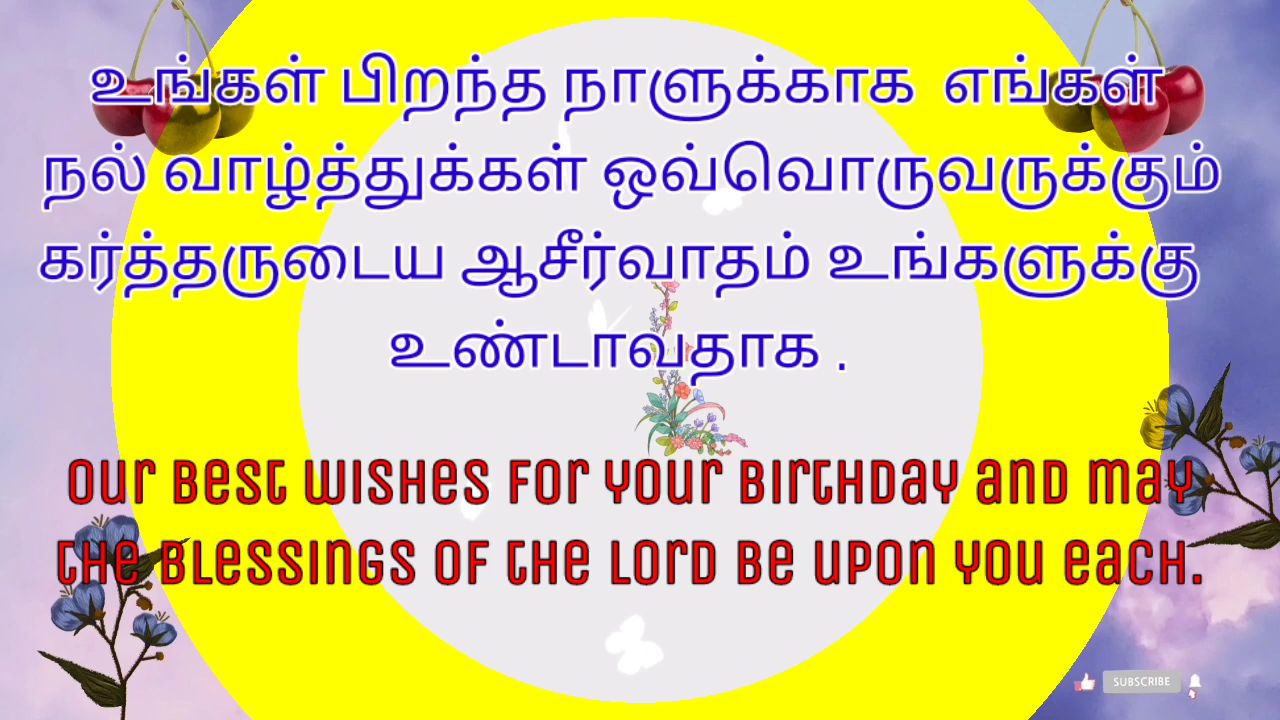 உங்கள் பிறந்த நாளுக்காக எங்கள்
நல் வாழ்த்துக்கள் ஒவ்வொருவருக்கும்
கர்த்தருடைய ஆசீர்வாதம் உங்களுக்கு
உண்டாவதாக .
Our Best wishes for your Birthday and may
the Blessings of the Lord Be upon you each.
SUBSCRIBE